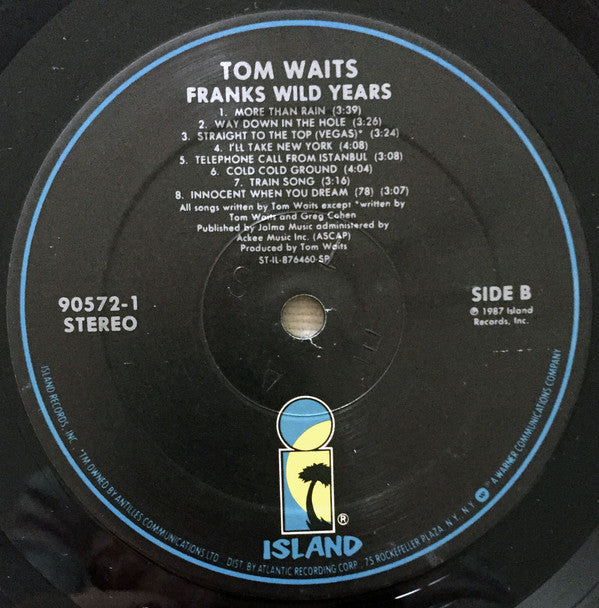 TOM WAITS
FRANKS WILD YEARS
1. MORE THAN RAIN (3:39)
2. WAY DOWN IN THE HOLE (3:26)
3. STRAIGHT TO THE TOP (VEGAS)* (3:24)
4. I'LL TAKE NEW YORK (4:08)
5. TELEPHONE CALL FROM ISTANBUL (3:08)
6. COLD COLD GROUND (4:04)
7. TRAIN SONG (3:16)
8. INNOCENT WHEN YOU DREAM (78) (3:07)
All songs written by Tom Waits except *written by
Tom Waits and Greg Cohen
Published by Jalma Music administered by
Ackee Music Inc. (ASCAP)
Produced by Tom Waits
ST-IL-876460-SP
90572-1
STEREO
SIDE B
℗ 1987 Island
Records, Inc.
i ®
ISLAND
ISLAND RECORDS, INC. *TM OWNED BY ANTILLES COMMUNICATIONS LTD. DIST. BY ATLANTIC RECORDING CORP., 75 ROCKEFELLER PLAZA, N.Y., N.Y. W A WARNER COMMUNICATIONS COMPANY